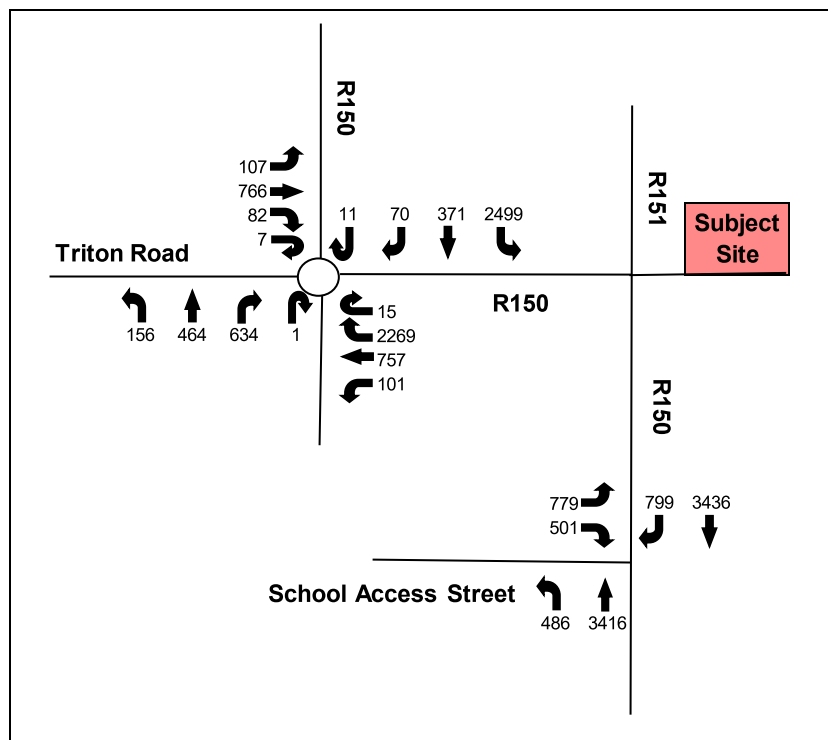 R150
107
766
82
7
11 70 371 2499
R151
Subject
Site
Triton Road
R150
156 464 634 1
15
2269
757
101
R150
779
501
799 3436
School Access Street
486 3416